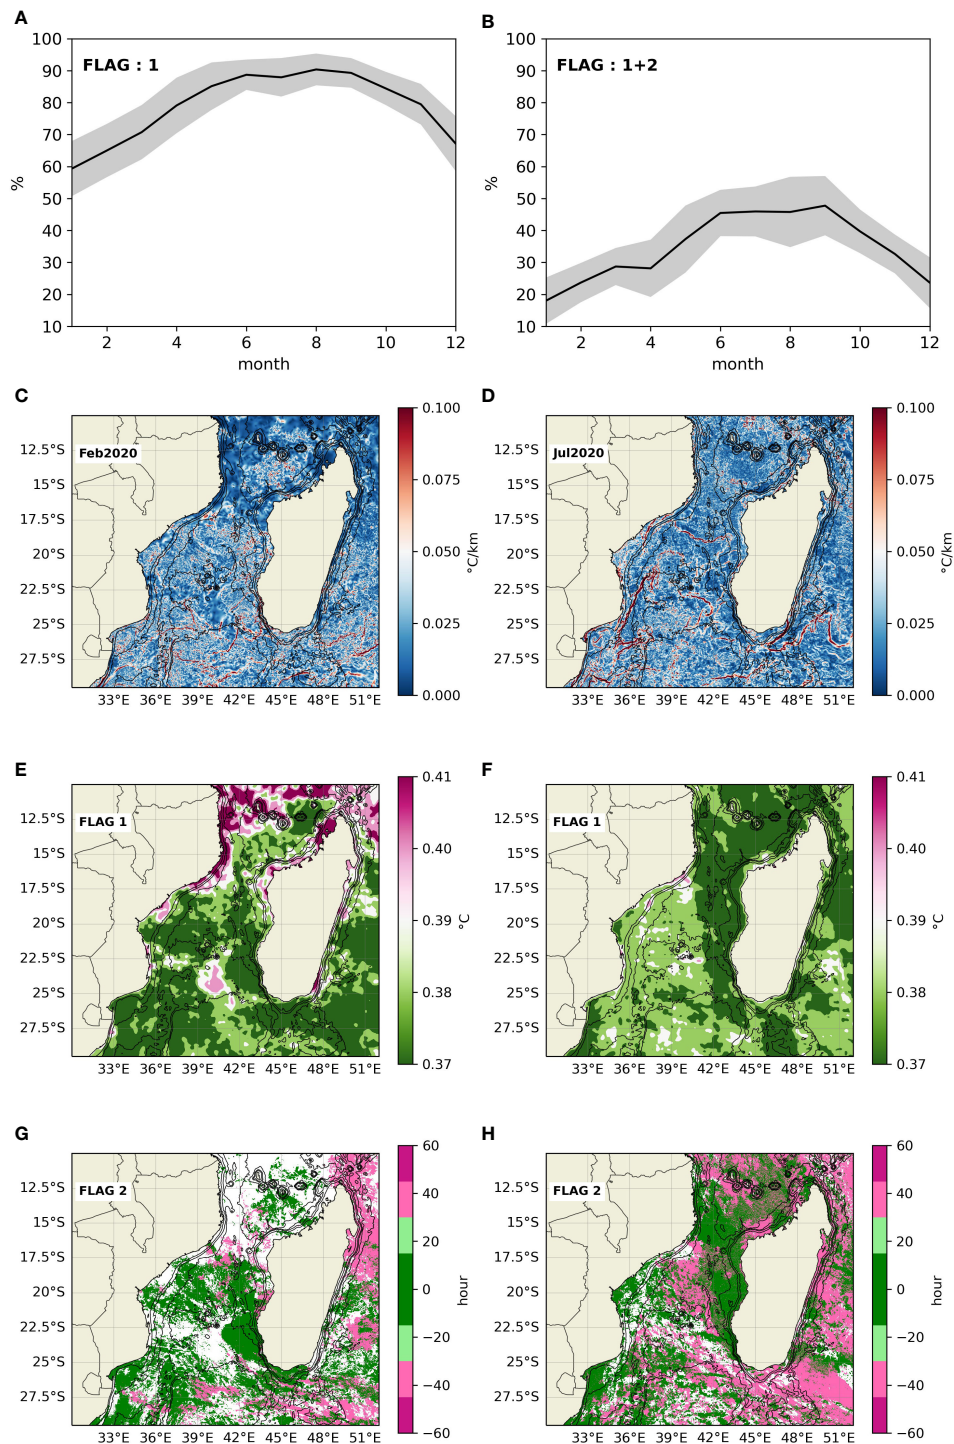 A
B
100
90
80
70
60
50
40
30
20
10
%
FLAG : 1
2
4
6
8
10
12
month
100
90
80
70
60
50
40
30
20
10
%
FLAG : 1+2
2
4
6
8
10
12
month
C
D
12.5°S
15°S
17.5°S
20°S
22.5°S
25°S
27.5°S
Feb2020
33°E 36°E 39°E 42°E 45°E 48°E 51°E
0.100
0.075
0.050
0.025
0.000
°C/km
12.5°S
15°S
17.5°S
20°S
22.5°S
25°S
27.5°S
Jul2020
33°E 36°E 39°E 42°E 45°E 48°E 51°E
0.100
0.075
0.050
0.025
0.000
°C/km
E
F
12.5°S
15°S
17.5°S
20°S
22.5°S
25°S
27.5°S
FLAG 1
33°E 36°E 39°E 42°E 45°E 48°E 51°E
0.41
0.40
0.39
0.38
0.37
°C
12.5°S
15°S
17.5°S
20°S
22.5°S
25°S
27.5°S
FLAG 1
33°E 36°E 39°E 42°E 45°E 48°E 51°E
0.41
0.40
0.39
0.38
0.37
°C
G
H
12.5°S
15°S
17.5°S
20°S
22.5°S
25°S
27.5°S
FLAG 2
33°E 36°E 39°E 42°E 45°E 48°E 51°E
60
40
20
0
−20
−40
−60
hour
12.5°S
15°S
17.5°S
20°S
22.5°S
25°S
27.5°S
FLAG 2
33°E 36°E 39°E 42°E 45°E 48°E 51°E
60
40
20
0
−20
−40
−60
hour